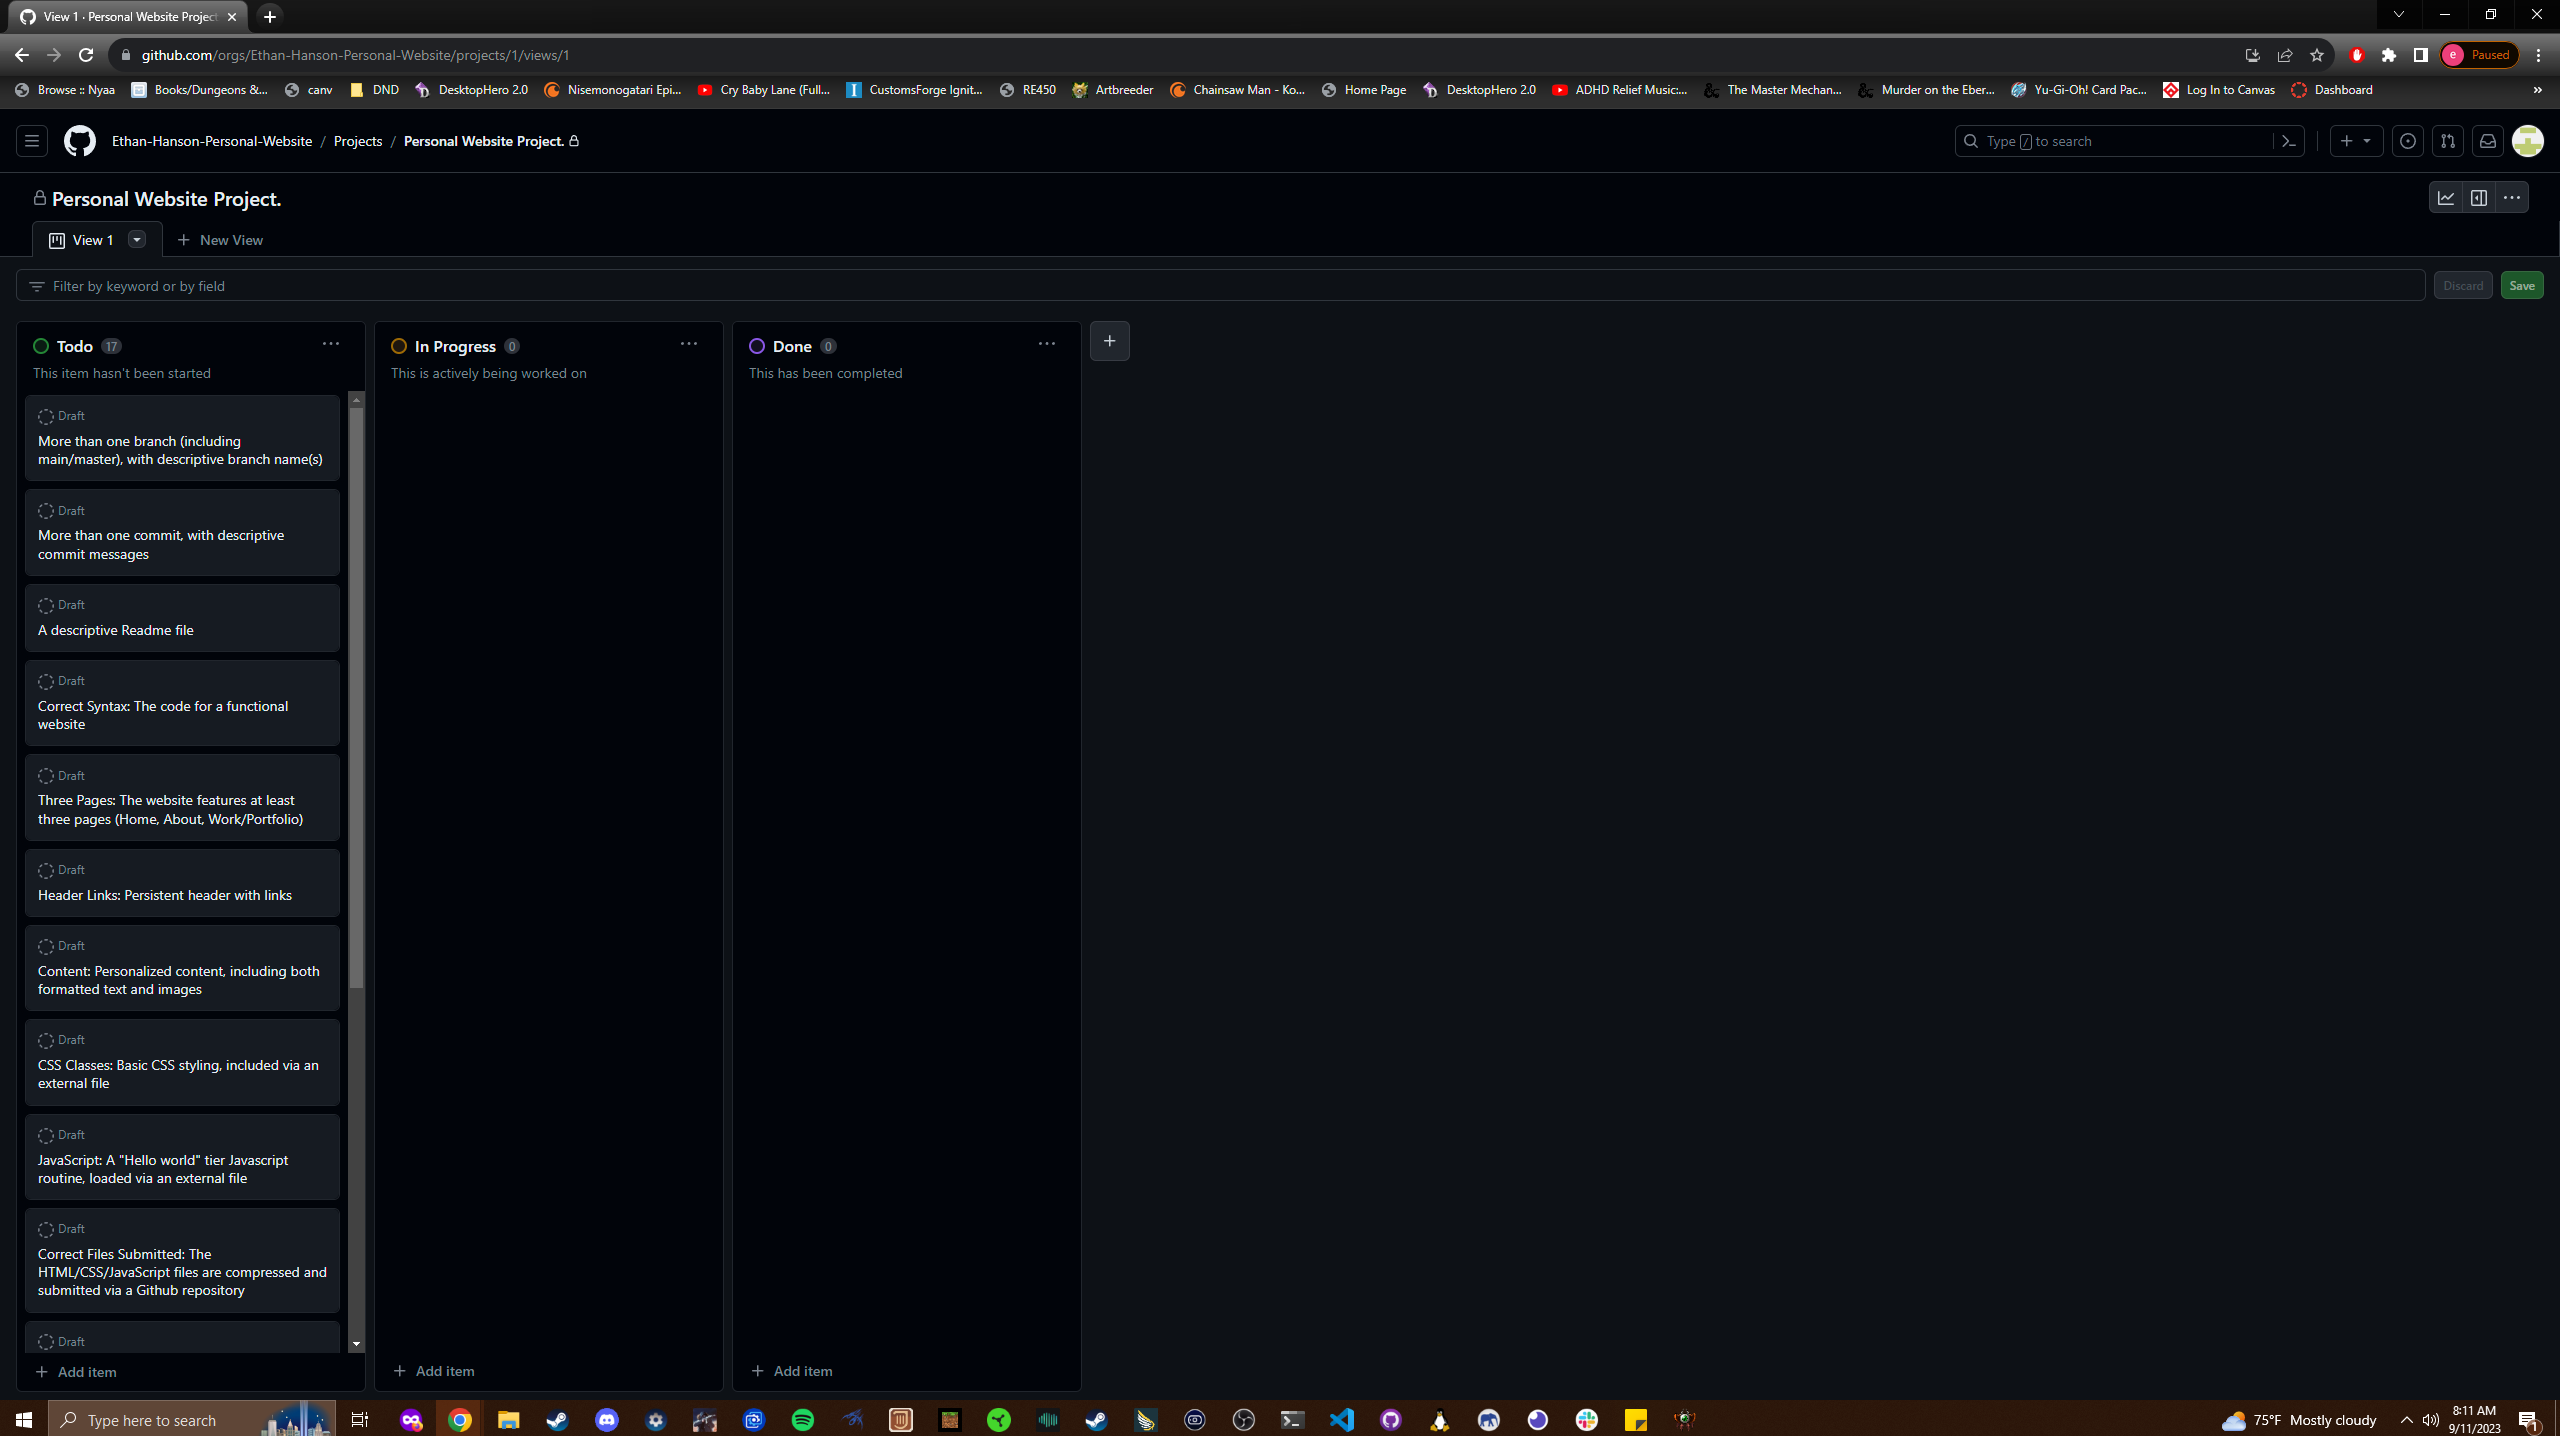 View 1 · Personal Website Project
github.com/orgs/Ethan-Hanson-Personal-Website/projects/1/views/1
e Paused
Browse :: Nyaa
Books/Dungeons &...
canv
DND
DesktopHero 2.0
Nisemonogatari Epi...
Cry Baby Lane (Full...
CustomsForge Ignit...
RE450
Artbreeder
Chainsaw Man - Ko...
Home Page
DesktopHero 2.0
ADHD Relief Music:...
The Master Mechan...
Murder on the Eber...
Yu-Gi-Oh! Card Pac...
Log In to Canvas
Dashboard
Ethan-Hanson-Personal-Website / Projects / Personal Website Project.
Type / to search
Personal Website Project.
View 1
New View
Filter by keyword or by field
Discard
Save
Todo 17
This item hasn't been started
Draft
More than one branch (including
main/master), with descriptive branch name(s)
Draft
More than one commit, with descriptive
commit messages
Draft
A descriptive Readme file
Draft
Correct Syntax: The code for a functional
website
Draft
Three Pages: The website features at least
three pages (Home, About, Work/Portfolio)
Draft
Header Links: Persistent header with links
Draft
Content: Personalized content, including both
formatted text and images
Draft
CSS Classes: Basic CSS styling, included via an
external file
Draft
JavaScript: A "Hello world" tier Javascript
routine, loaded via an external file
Draft
Correct Files Submitted: The
HTML/CSS/JavaScript files are compressed and
submitted via a Github repository
Draft
Add item
In Progress 0
This is actively being worked on
Add item
Done 0
This has been completed
Add item
Type here to search
75°F Mostly cloudy
8:11 AM
9/11/2023
1